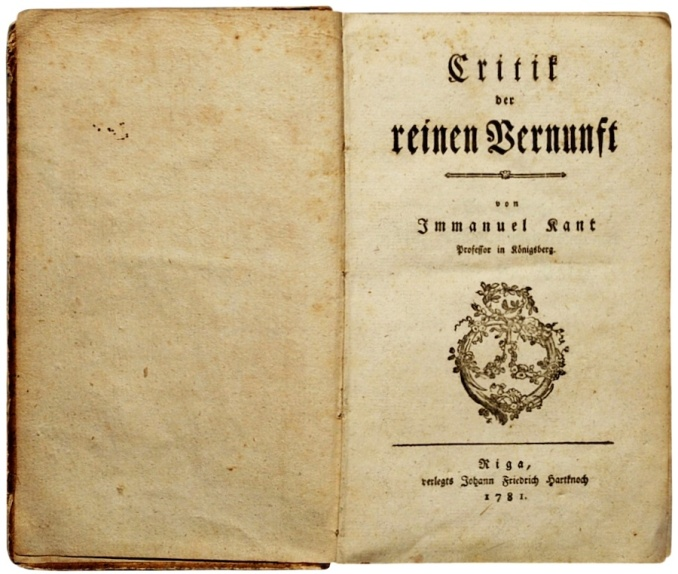 Critik
der
reinen Vernunft
von
Immanuel Kant
Professor in Königsberg.
Riga,
verlegts Johann Friedrich Hartknoch
1781.